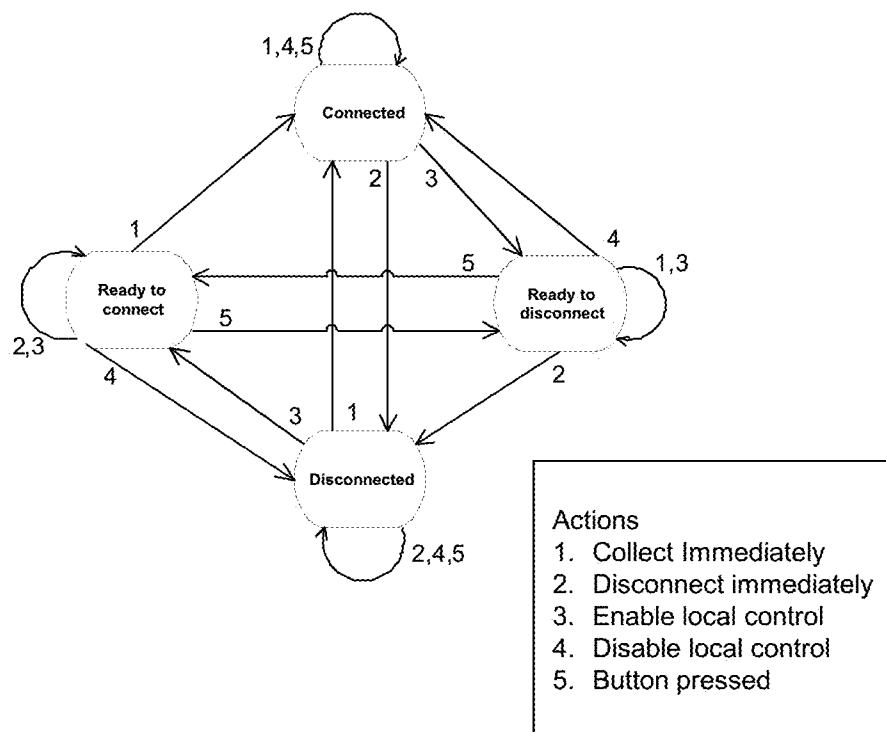 1,4,5
Connected
2
3
1
4
Ready to
connect
5
Ready to
disconnect
1,3
5
2,3
4
2
3
1
Disconnected
2,4,5
Actions
1. Collect Immediately
2. Disconnect immediately
3. Enable local control
4. Disable local control
5. Button pressed